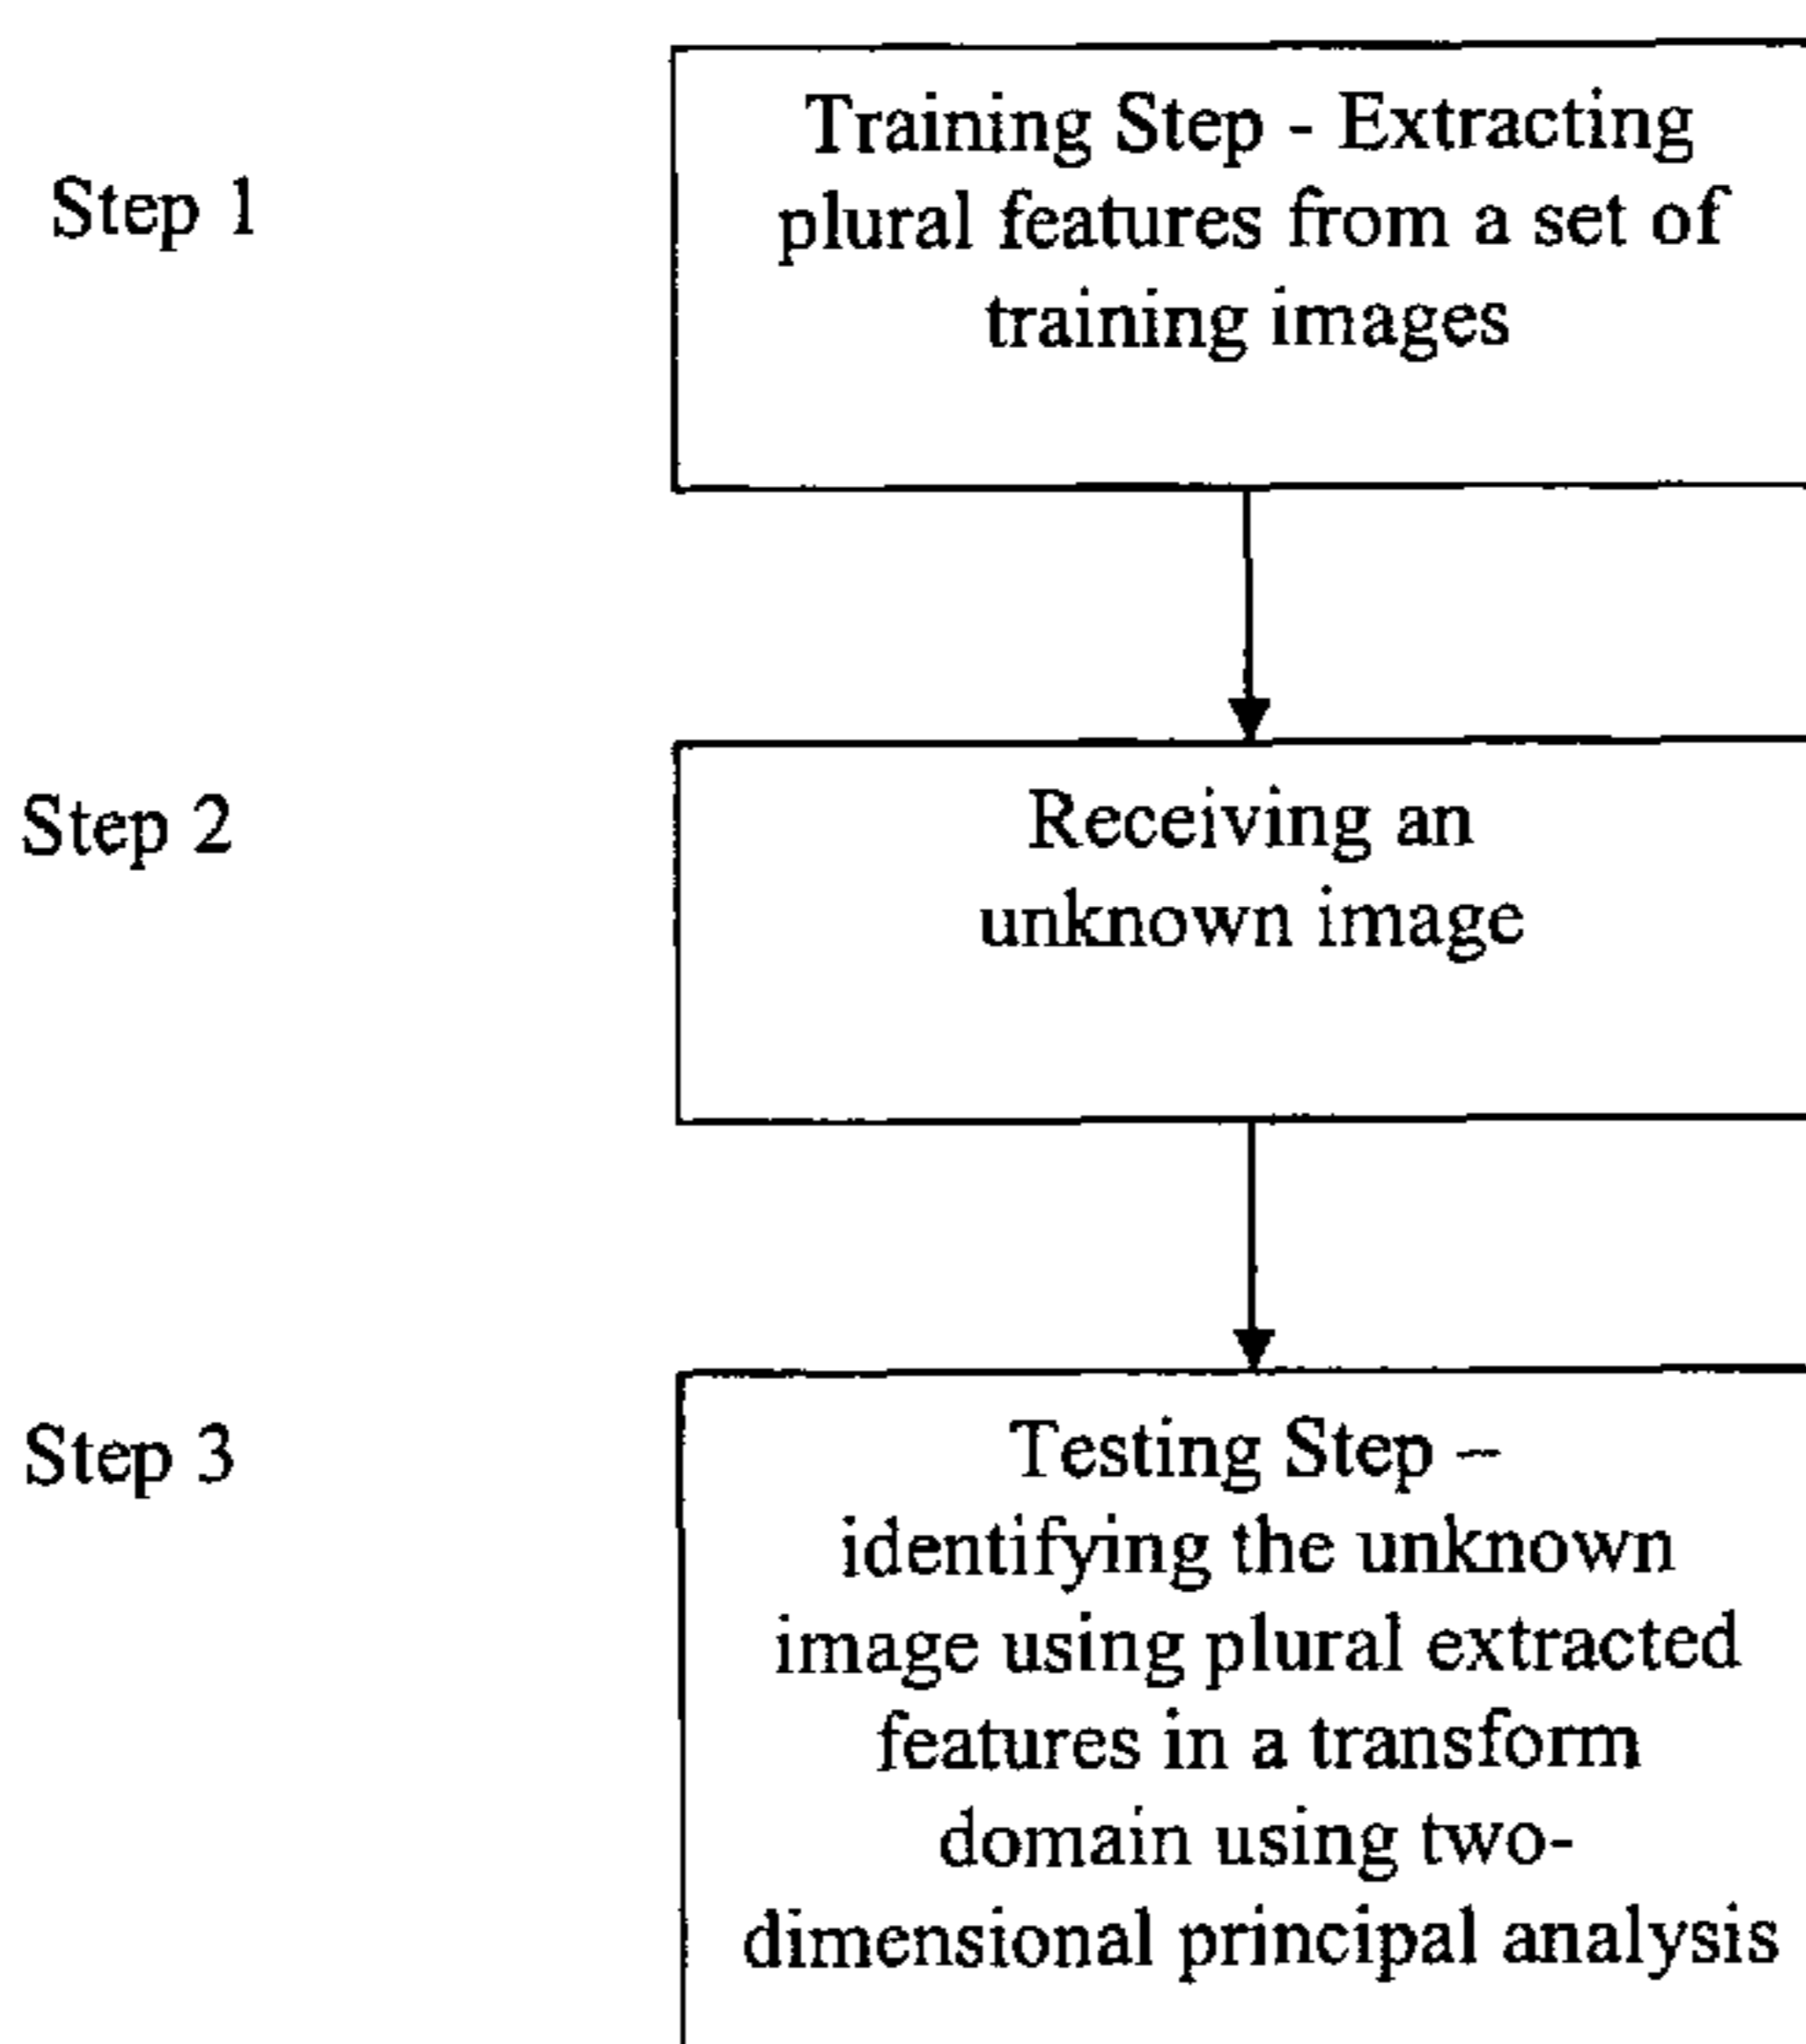 Step 1
Training Step - Extracting
plural features from a set of
training images
Step 2
Receiving an
unknown image
Step 3
Testing Step –
identifying the unknown
image using plural extracted
features in a transform
domain using two-
dimensional principal analysis